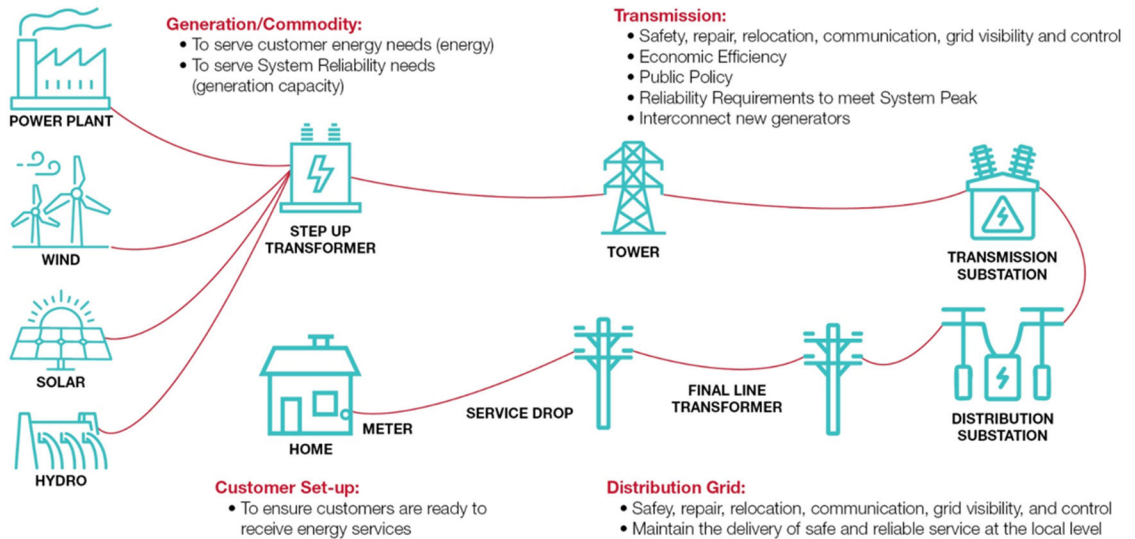 Generation/Commodity:
• To serve customer energy needs (energy)
• To serve System Reliability needs
(generation capacity)
Transmission:
• Safety, repair, relocation, communication, grid visibility and control
• Economic Efficiency
• Public Policy
• Reliability Requirements to meet System Peak
• Interconnect new generators
POWER PLANT
WIND
SOLAR
HYDRO
STEP UP
TRANSFORMER
TOWER
TRANSMISSION
SUBSTATION
DISTRIBUTION
SUBSTATION
FINAL LINE
TRANSFORMER
SERVICE DROP
METER
HOME
Customer Set-up:
• To ensure customers are ready to
receive energy services
Distribution Grid:
• Safey, repair, relocation, communication, grid visibility, and control
• Maintain the delivery of safe and reliable service at the local level